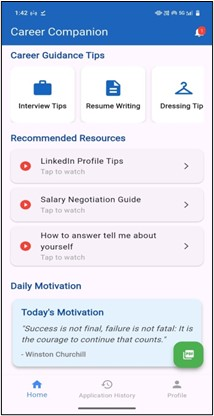 1:42
Career Companion
Career Guidance Tips
Interview Tips
Resume Writing
Dressing Tip
Recommended Resources
LinkedIn Profile Tips
Tap to watch
Salary Negotiation Guide
Tap to watch
How to answer tell me about
yourself
Tap to watch
Daily Motivation
Today's Motivation
"Success is not final, failure is not fatal: It is
the courage to continue that counts."
- Winston Churchill
Home
Application History
Profile